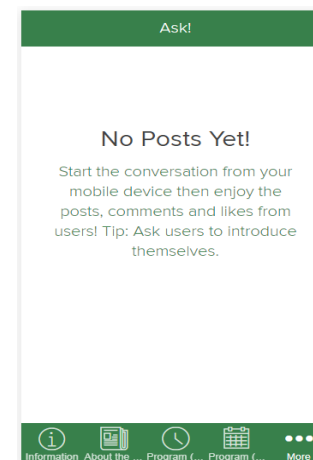 Ask!
No Posts Yet!
Start the conversation from your
mobile device then enjoy the
posts, comments and likes from
users! Tip: Ask users to introduce
themselves.
Information About the ... Program (... Program (... More